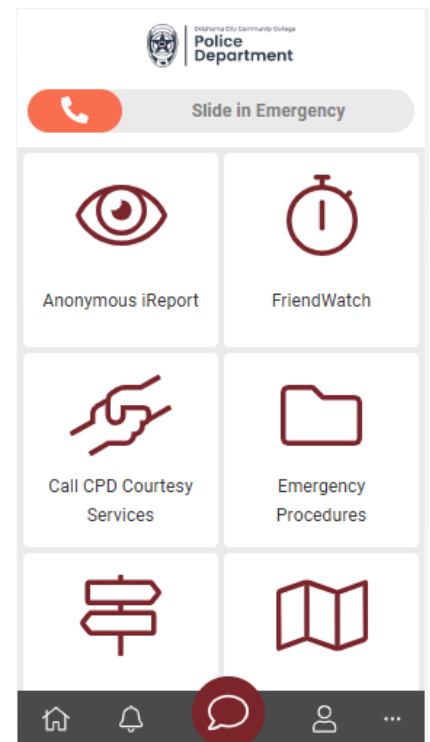 Oklahoma City Community College
Police
Department
Slide in Emergency
Anonymous iReport
FriendWatch
Call CPD Courtesy
Services
Emergency
Procedures